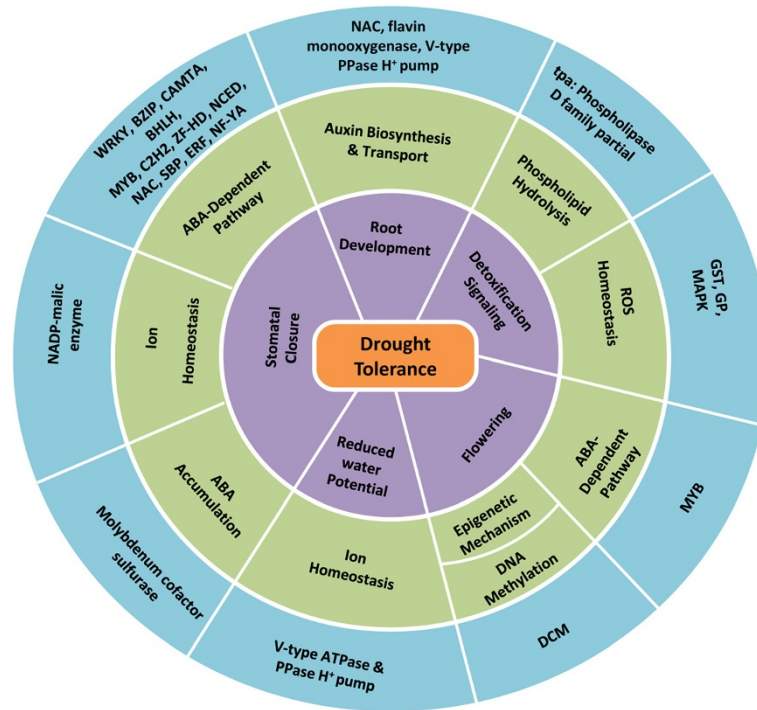 Drought
Tolerance
Root
Development
Detoxification
Signaling
Flowering
Reduced
water
Potential
Stomatal
Closure
Auxin Biosynthesis
& Transport
Phospholipid
Hydrolysis
ROS
Homeostasis
ABA-
Dependent
Pathway
Epigenetic
Mechanism
DNA
Methylation
Ion
Homeostasis
ABA
Accumulation
Ion
Homeostasis
ABA-Dependent
Pathway
NAC, flavin
monooxygenase, V-type
PPase H⁺ pump
tpa: Phospholipase
D family partial
GST, GP,
MAPK
MYB
DCM
V-type ATPase &
PPase H⁺ pump
Molybdenum cofactor
sulfurase
NADP-malic
enzyme
WRKY, BZIP, CAMTA,
BHLH,
MYB, C2H2, ZF-HD, NCED,
NAC, SBP, ERF, NF-YA